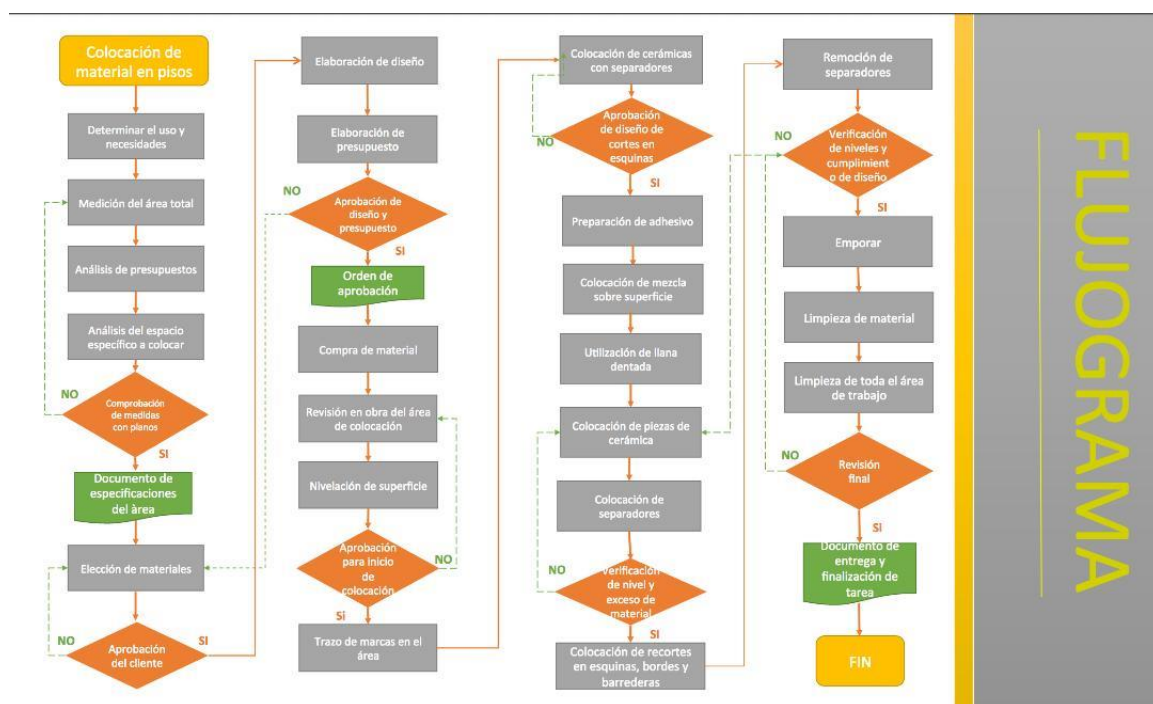 Colocación de
material en pisos
Determinar el uso y
necesidades
Medición del área total
Análisis de presupuestos
Análisis del espacio
específico a colocar
NO
Comprobación
de medidas
con planos
SI
Documento de
especificaciones
del àrea
Elección de materiales
NO
SI
Aprobación
del cliente
Elaboración de diseño
Elaboración de
presupuesto
NO
Aprobación de
diseño y
presupuesto
SI
Orden de
aprobación
Compra de material
Revisión en obra del área
de colocación
Nivelación de superficie
Aprobación
para inicio
de
colocación
NO
Si
Trazo de marcas en el
área
Colocación de cerámicas
con separadores
Aprobación
de diseño de
cortes en
esquinas
NO
SI
Preparación de adhesivo
Colocación de mezcla
sobre superficie
Utilización de llana
dentada
Colocación de piezas de
cerámica
Colocación de
separadores
NO
Verificación
de nivel y
exceso de
material
SI
Colocación de recortes
en esquinas, bordes y
barrederas
Remoción de
separadores
NO
Verificación
de niveles y
cumplimient
o de diseño
SI
Emporar
Limpieza de material
Limpieza de toda el área
de trabajo
NO
Revisión
final
Si
Documento de
entrega y
finalización de
tarea
FIN
FLUJOGRAMA